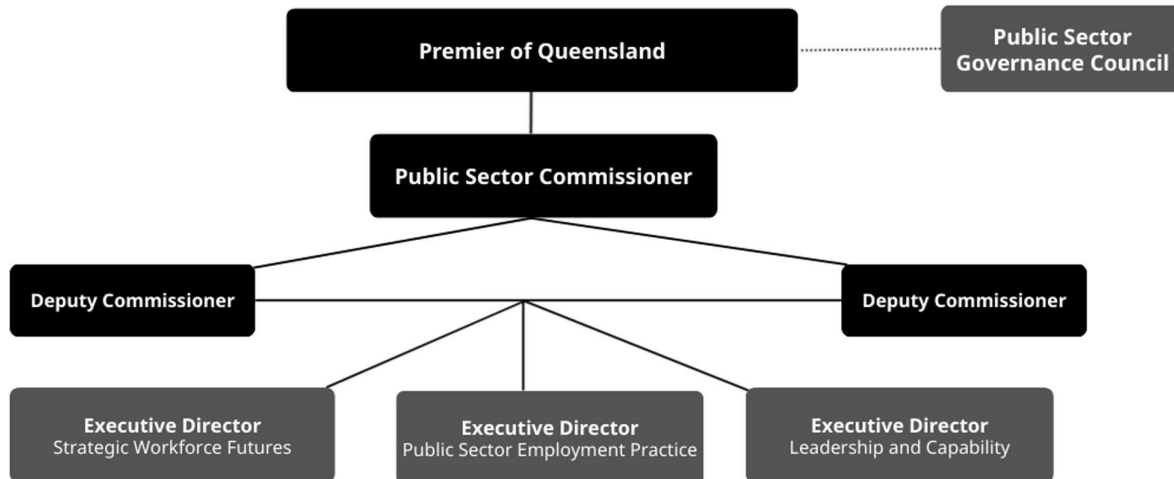 Premier of Queensland
Public Sector
Governance Council
Public Sector Commissioner
Deputy Commissioner
Deputy Commissioner
Executive Director
Strategic Workforce Futures
Executive Director
Public Sector Employment Practice
Executive Director
Leadership and Capability